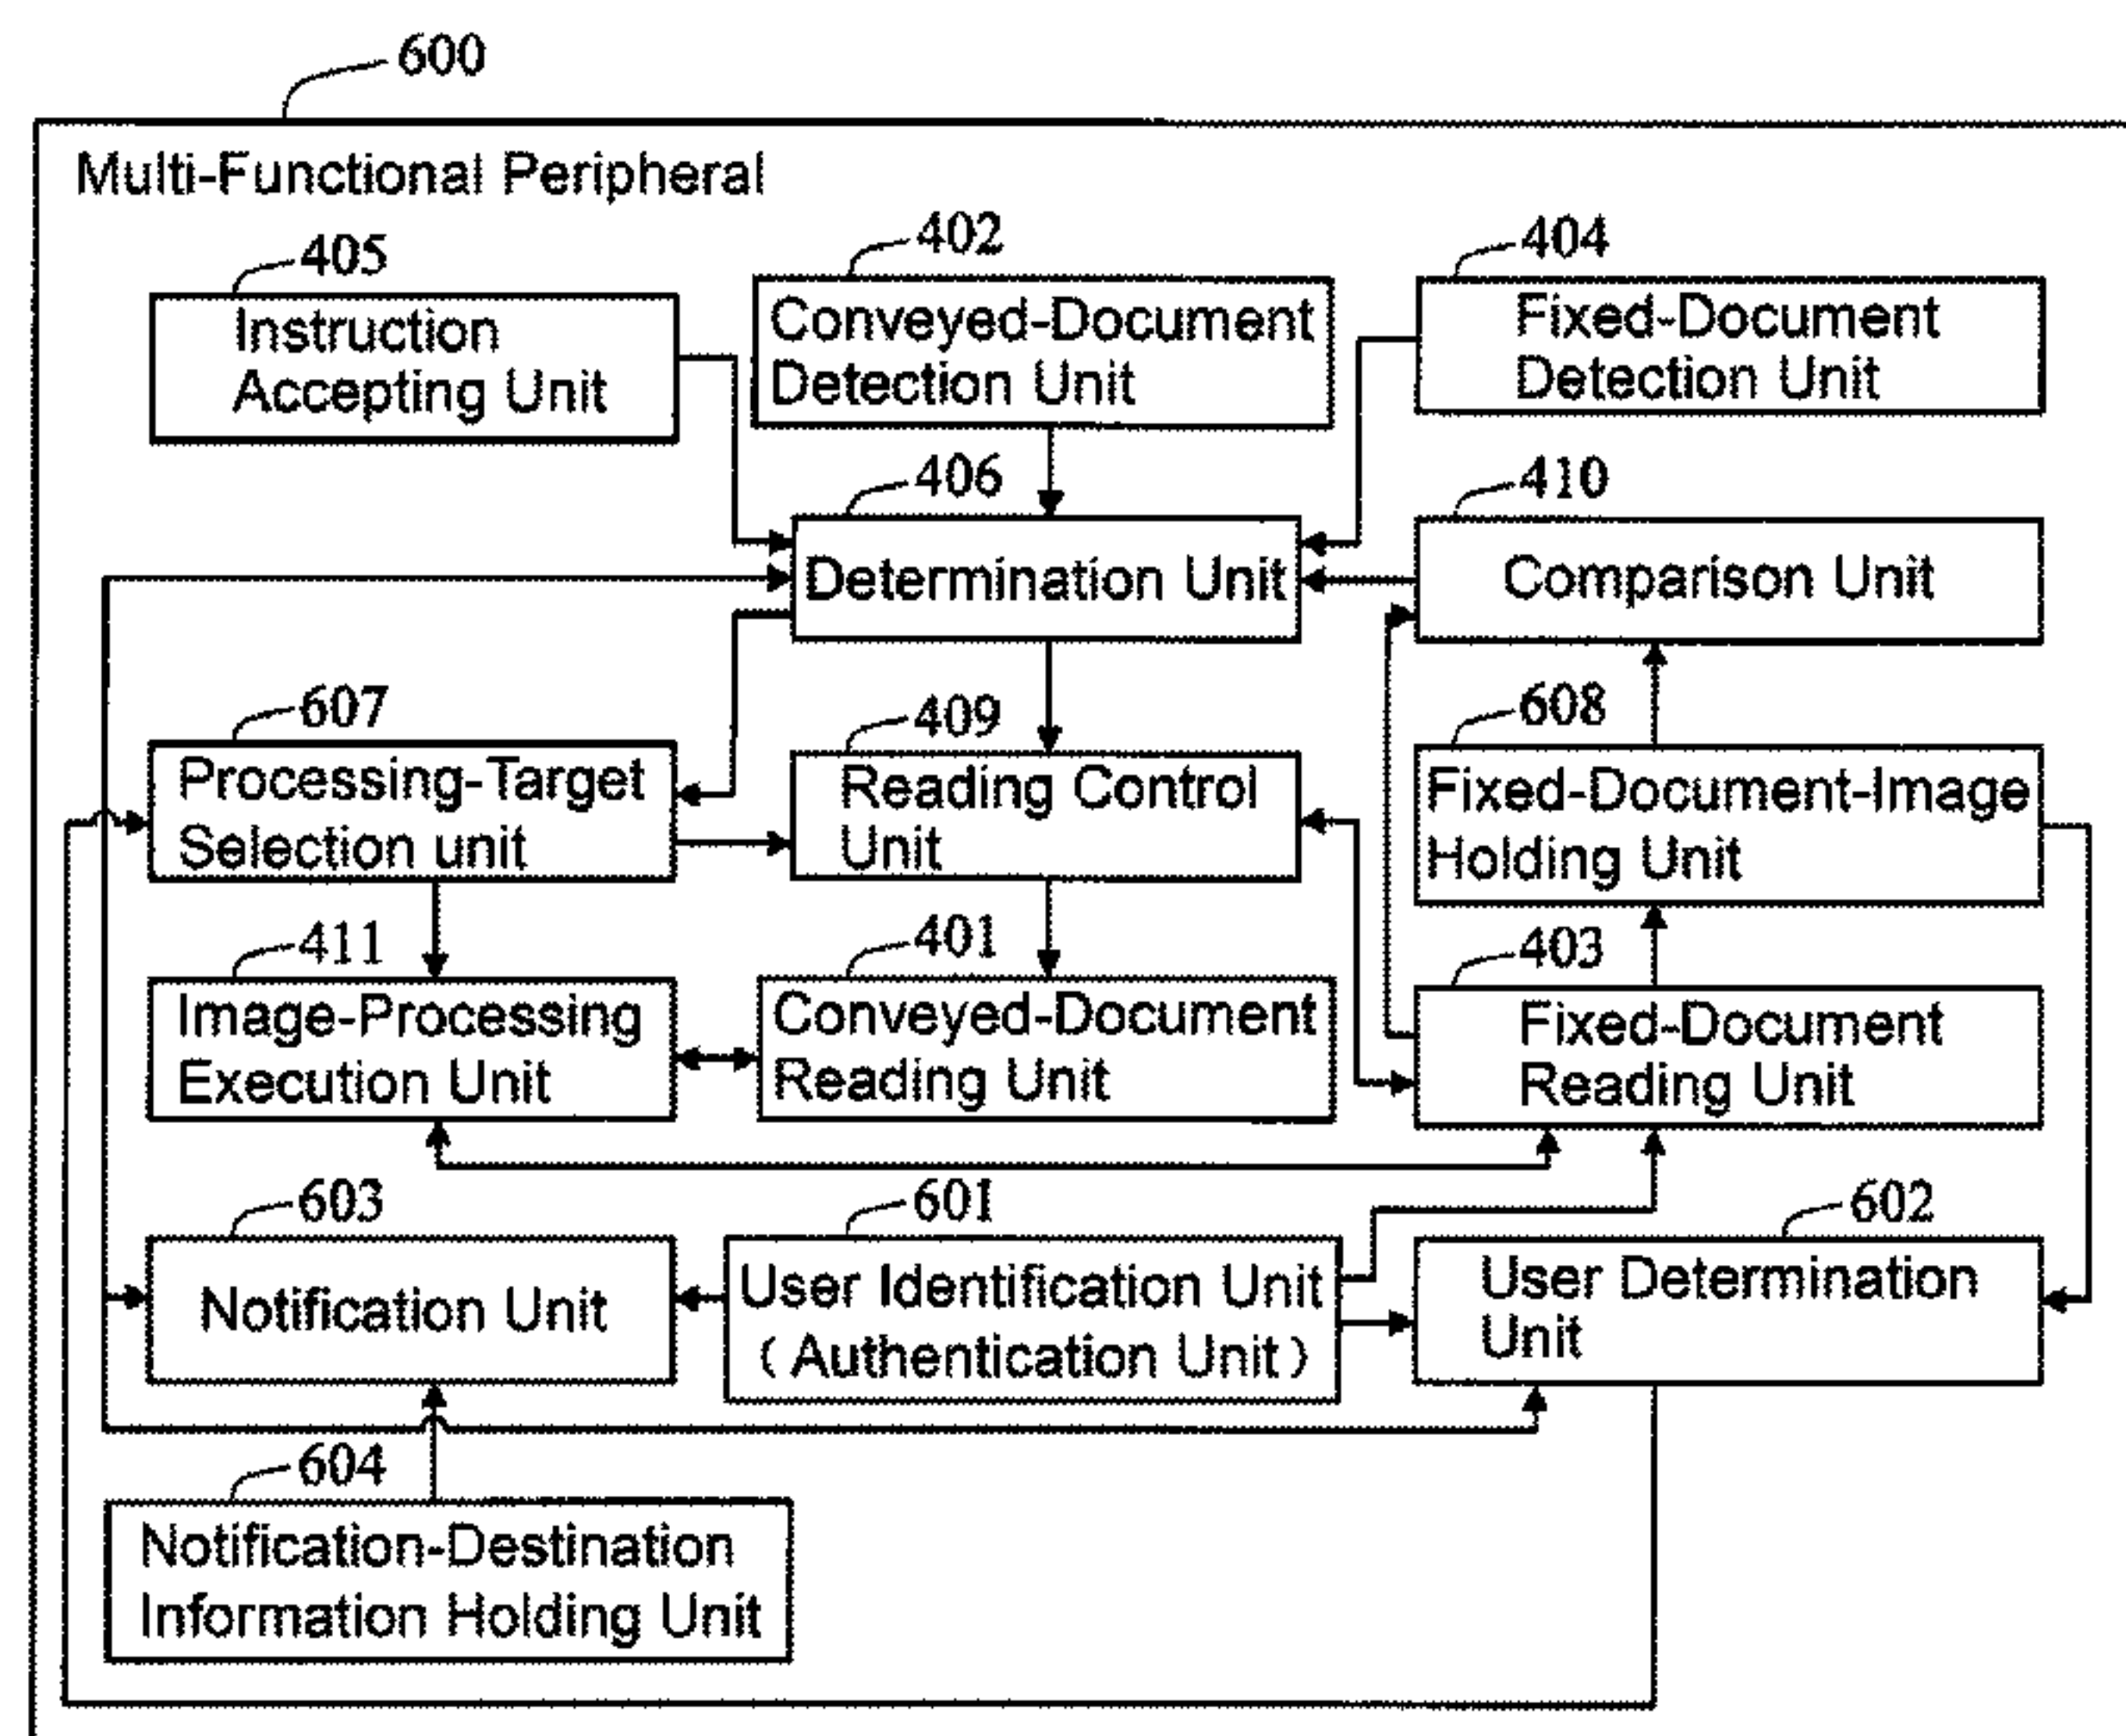 600
Multi-Functional Peripheral
405
402
404
Instruction
Accepting Unit
Conveyed-Document
Detection Unit
Fixed-Document
Detection Unit
406
410
Determination Unit
Comparison Unit
607
409
608
Processing-Target
Selection unit
Reading Control
Unit
Fixed-Document-Image
Holding Unit
411
401
403
Image-Processing
Execution Unit
Conveyed-Document
Reading Unit
Fixed-Document
Reading Unit
603
601
602
Notification Unit
User Identification Unit
(Authentication Unit)
User Determination
Unit
604
Notification-Destination
Information Holding Unit